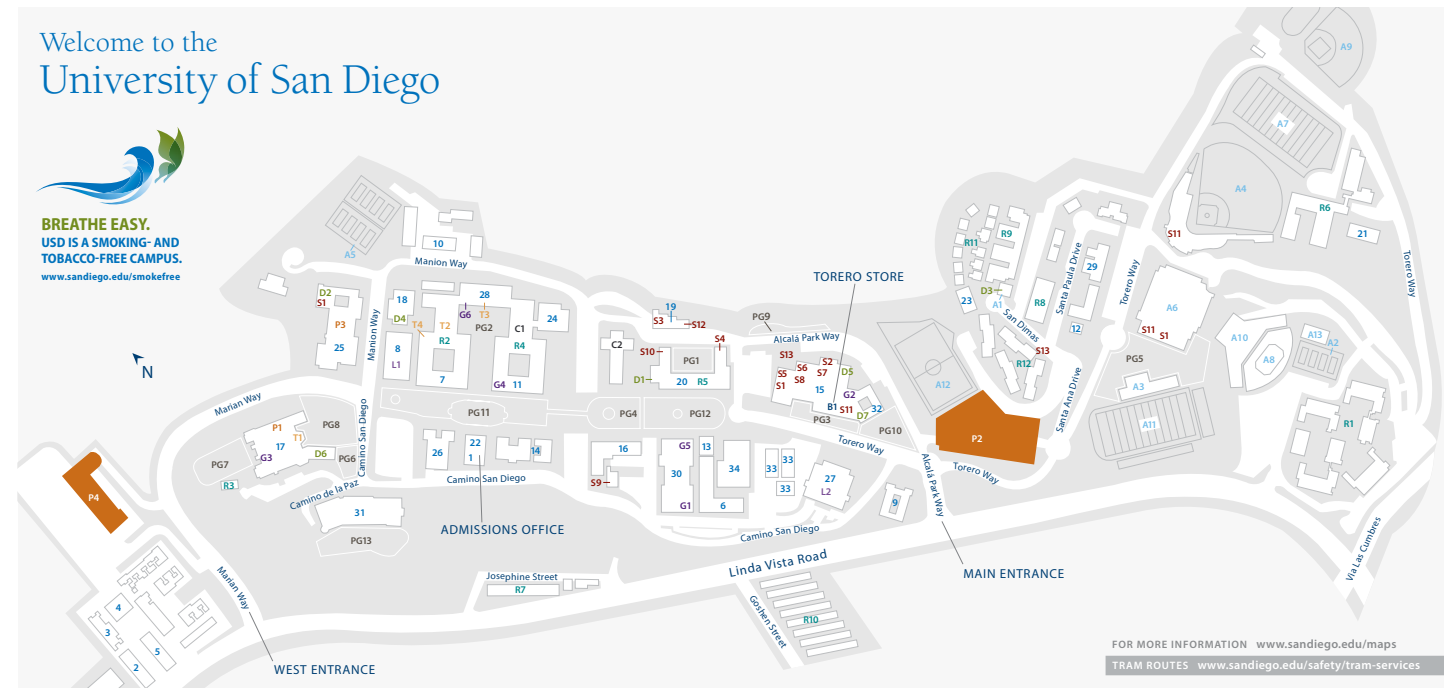 Welcome to the
University of San Diego
BREATHE EASY.
USD IS A SMOKING- AND
TOBACCO-FREE CAMPUS.
www.sandiego.edu/smokefree
N
A9
A7
A4
R6
21
S11
Torero Way
A5
10
Manion Way
R11
R9
29
Santa Paula Drive
Torero Way
D3
A1
23
R8
San Dimas
12
A6
S11 S1
TORERO STORE
D2
S1
P3
25
Manion Way
18
D4
T4
8
L1
T2
R2
7
28
G6
T3
PG2
C1
R4
G4
11
24
19
S3
S12
S4
C2
S10
PG1
D1
20
R5
PG9
Alcalá Park Way
S13
S6
S2
S5
S8
S7
S1
15
D5
G2
B1
S11
D7
32
PG3
PG10
A12
S13
R12
PG5
A3
A10
A8
A13
A2
A11
R1
Marian Way
PG11
PG4
PG12
P1
T1
17
G3
PG8
D6
PG6
PG7
R3
Camino San Diego
Camino de la Paz
26
22
1
14
Camino San Diego
16
S9
G5
30
G1
13
34
6
33
33
33
27
L2
Torero Way
9
Alcalá Park Way
P2
Torero Way
Santa Ana Drive
P4
31
PG13
ADMISSIONS OFFICE
Camino San Diego
Linda Vista Road
MAIN ENTRANCE
Via Las Cumbres
Josephine Street
R7
Goshen Street
R10
Marian Way
4
3
5
2
WEST ENTRANCE
FOR MORE INFORMATION www.sandiego.edu/maps
TRAM ROUTES www.sandiego.edu/safety/tram-services